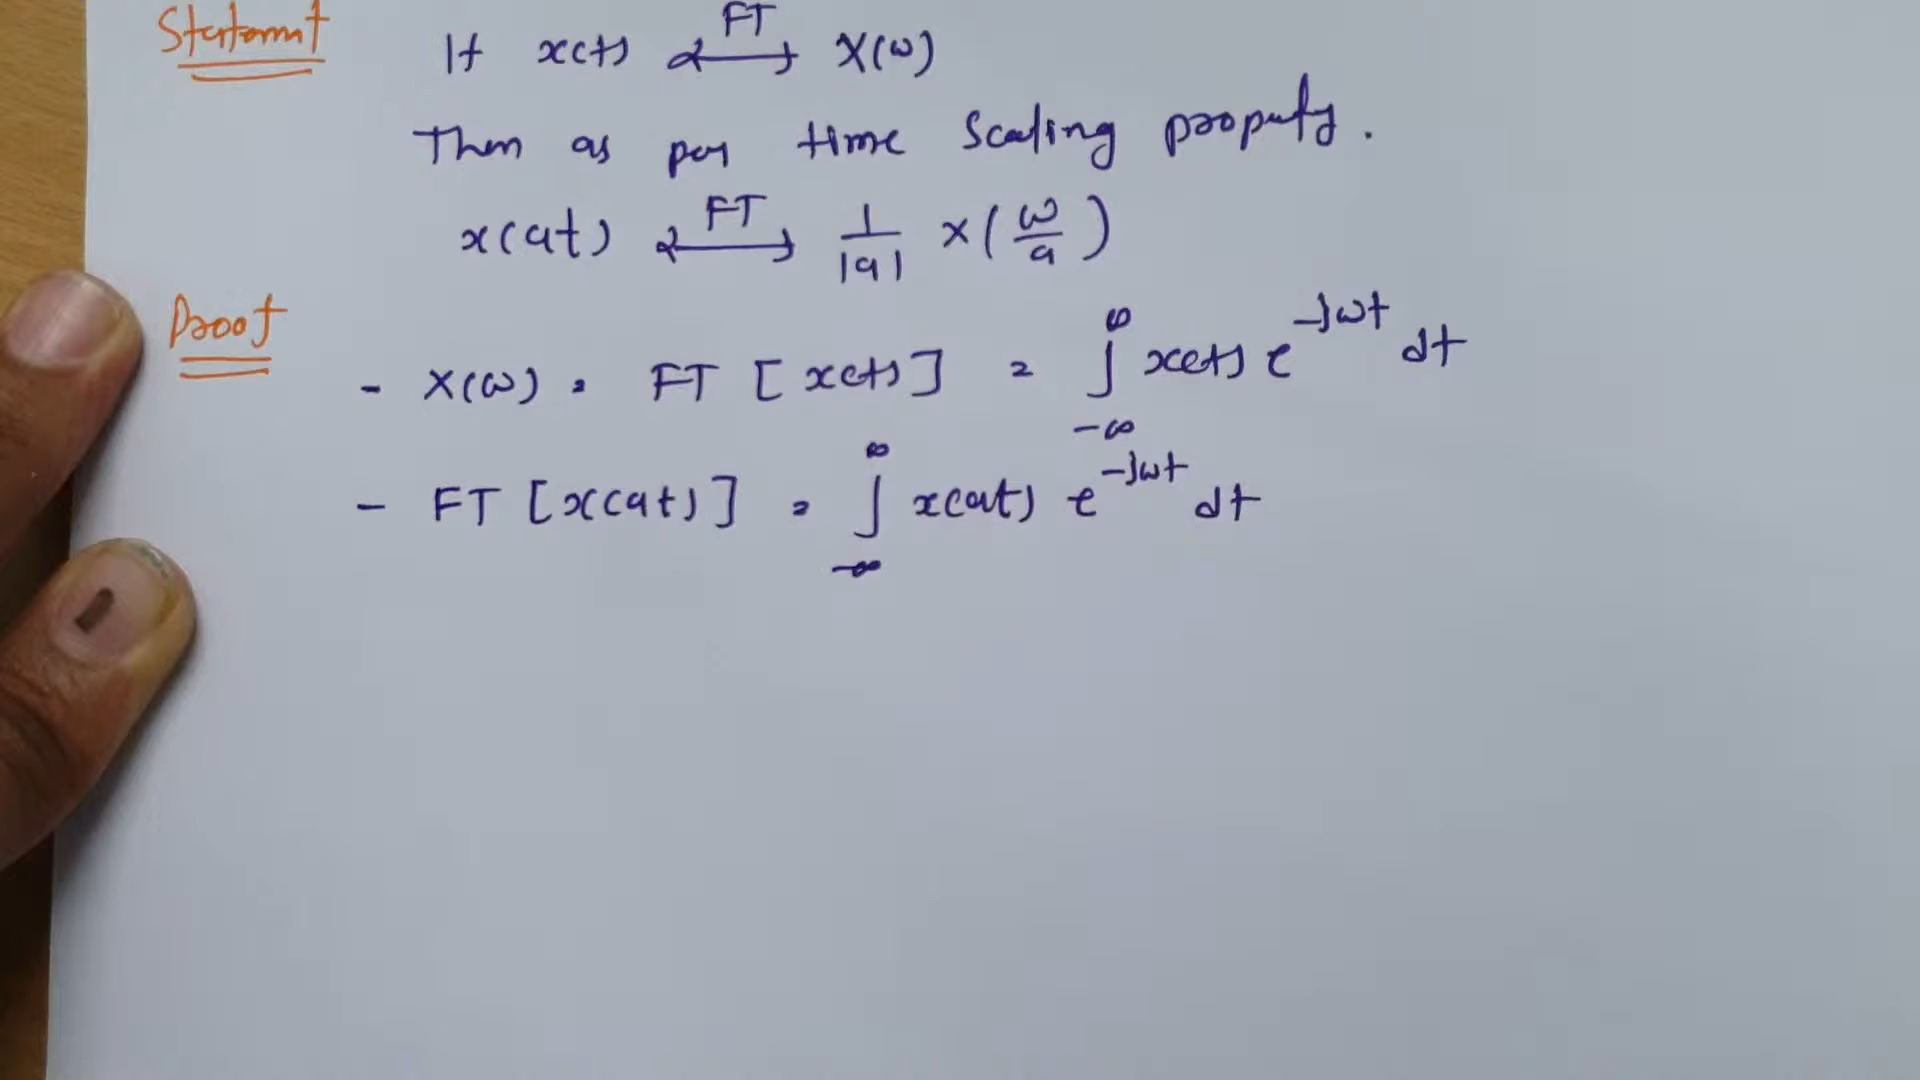 Statement
If x(t) <--FT--> X(ω)
Then as per time Scaling property.
x(at) <--FT--> 1/|a| X(ω/a)
Proof
- X(ω) = FT [x(t)] = ∫_{-∞}^{∞} x(t) e^{-jωt} dt
- FT [x(at)] = ∫_{-∞}^{∞} x(at) e^{-jωt} dt